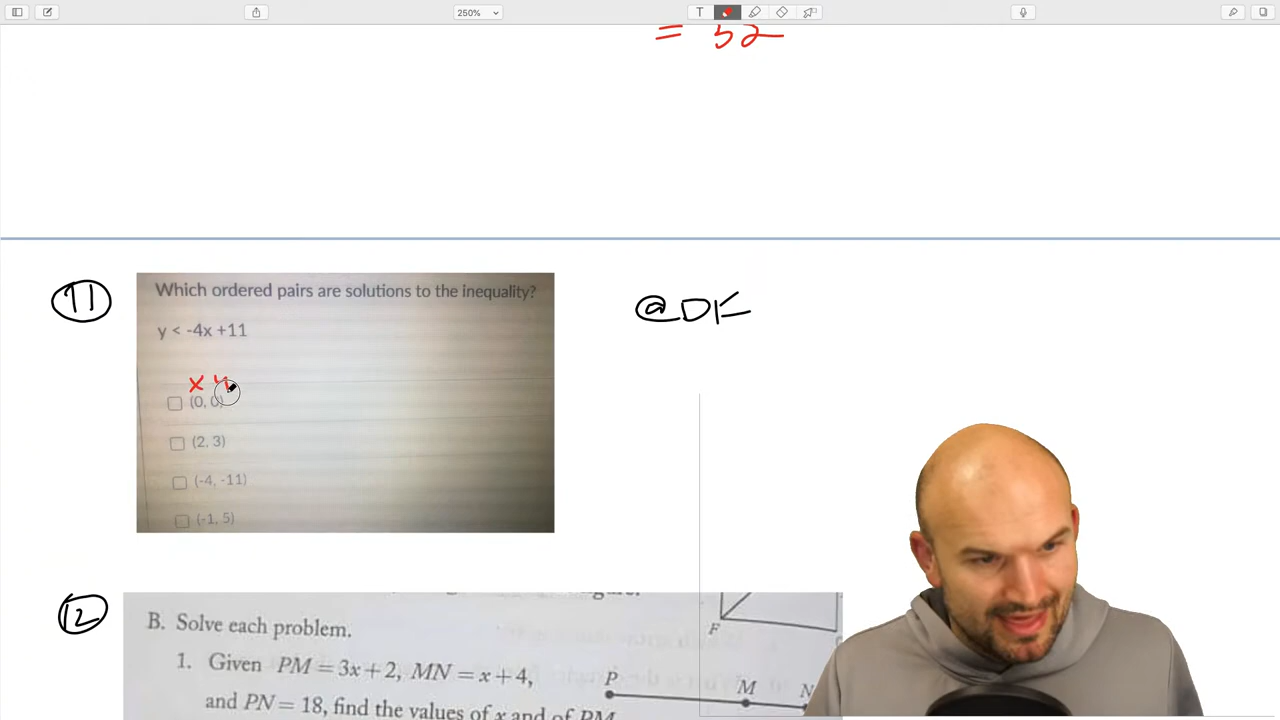 250%
T
= 52
11
Which ordered pairs are solutions to the inequality?
y < -4x +11
@DK
x y
(0, 0)
(2, 3)
(-4, -11)
(-1, 5)
12
B. Solve each problem.
1. Given PM = 3x + 2, MN = x + 4,
and PN = 18, find the values of x and of PM.
F
P M N